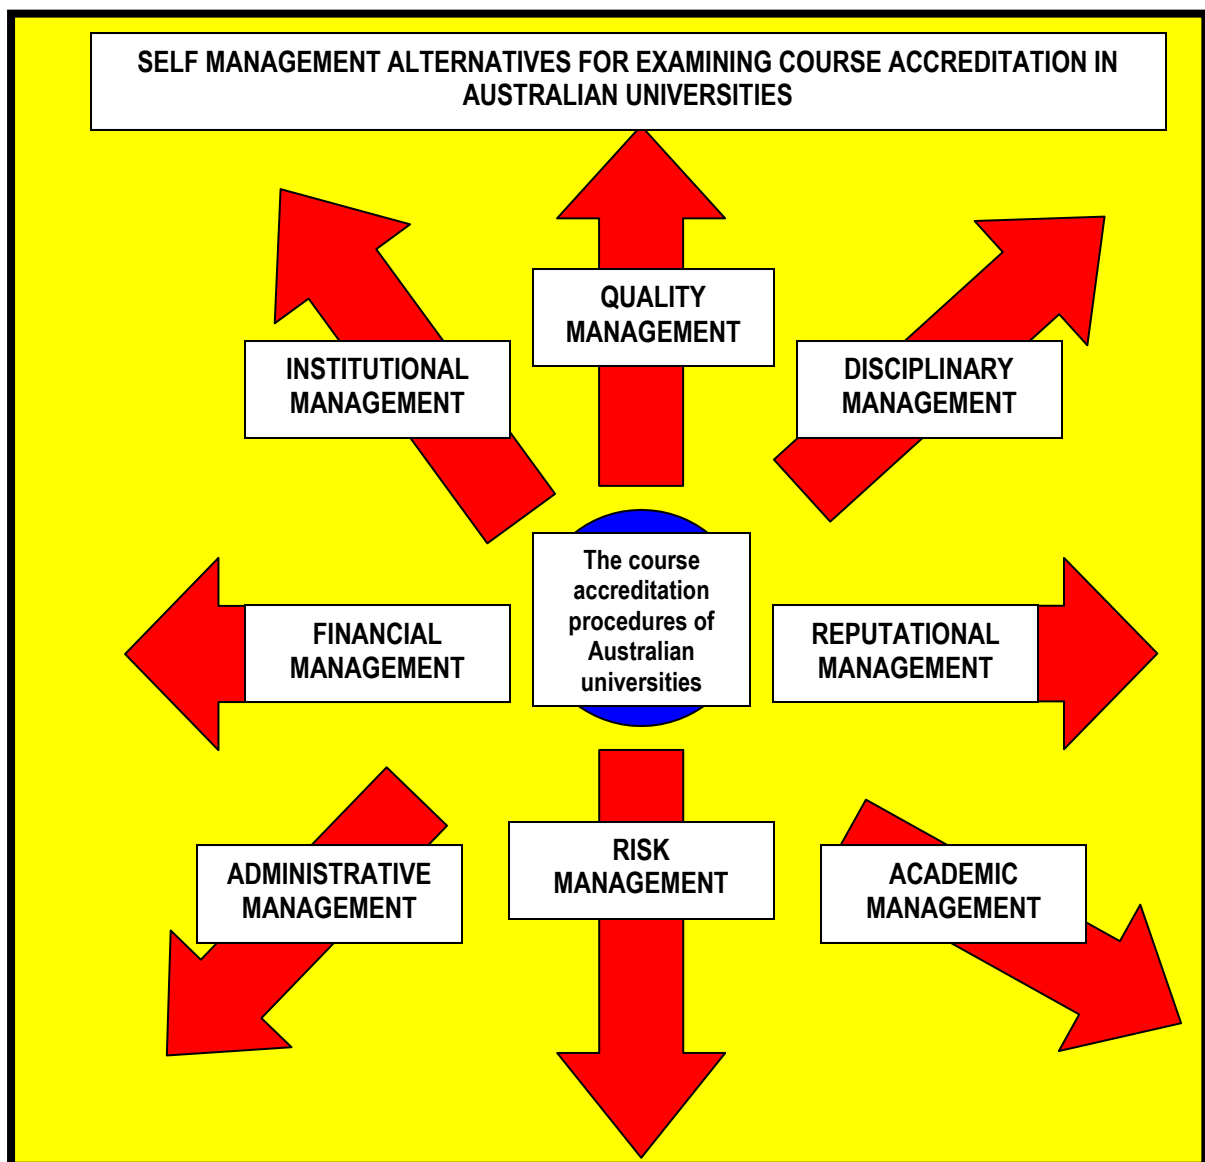 SELF MANAGEMENT ALTERNATIVES FOR EXAMINING COURSE ACCREDITATION IN
AUSTRALIAN UNIVERSITIES
QUALITY
MANAGEMENT
INSTITUTIONAL
MANAGEMENT
DISCIPLINARY
MANAGEMENT
The course
accreditation
procedures of
Australian
universities
FINANCIAL
MANAGEMENT
REPUTATIONAL
MANAGEMENT
ADMINISTRATIVE
MANAGEMENT
RISK
MANAGEMENT
ACADEMIC
MANAGEMENT